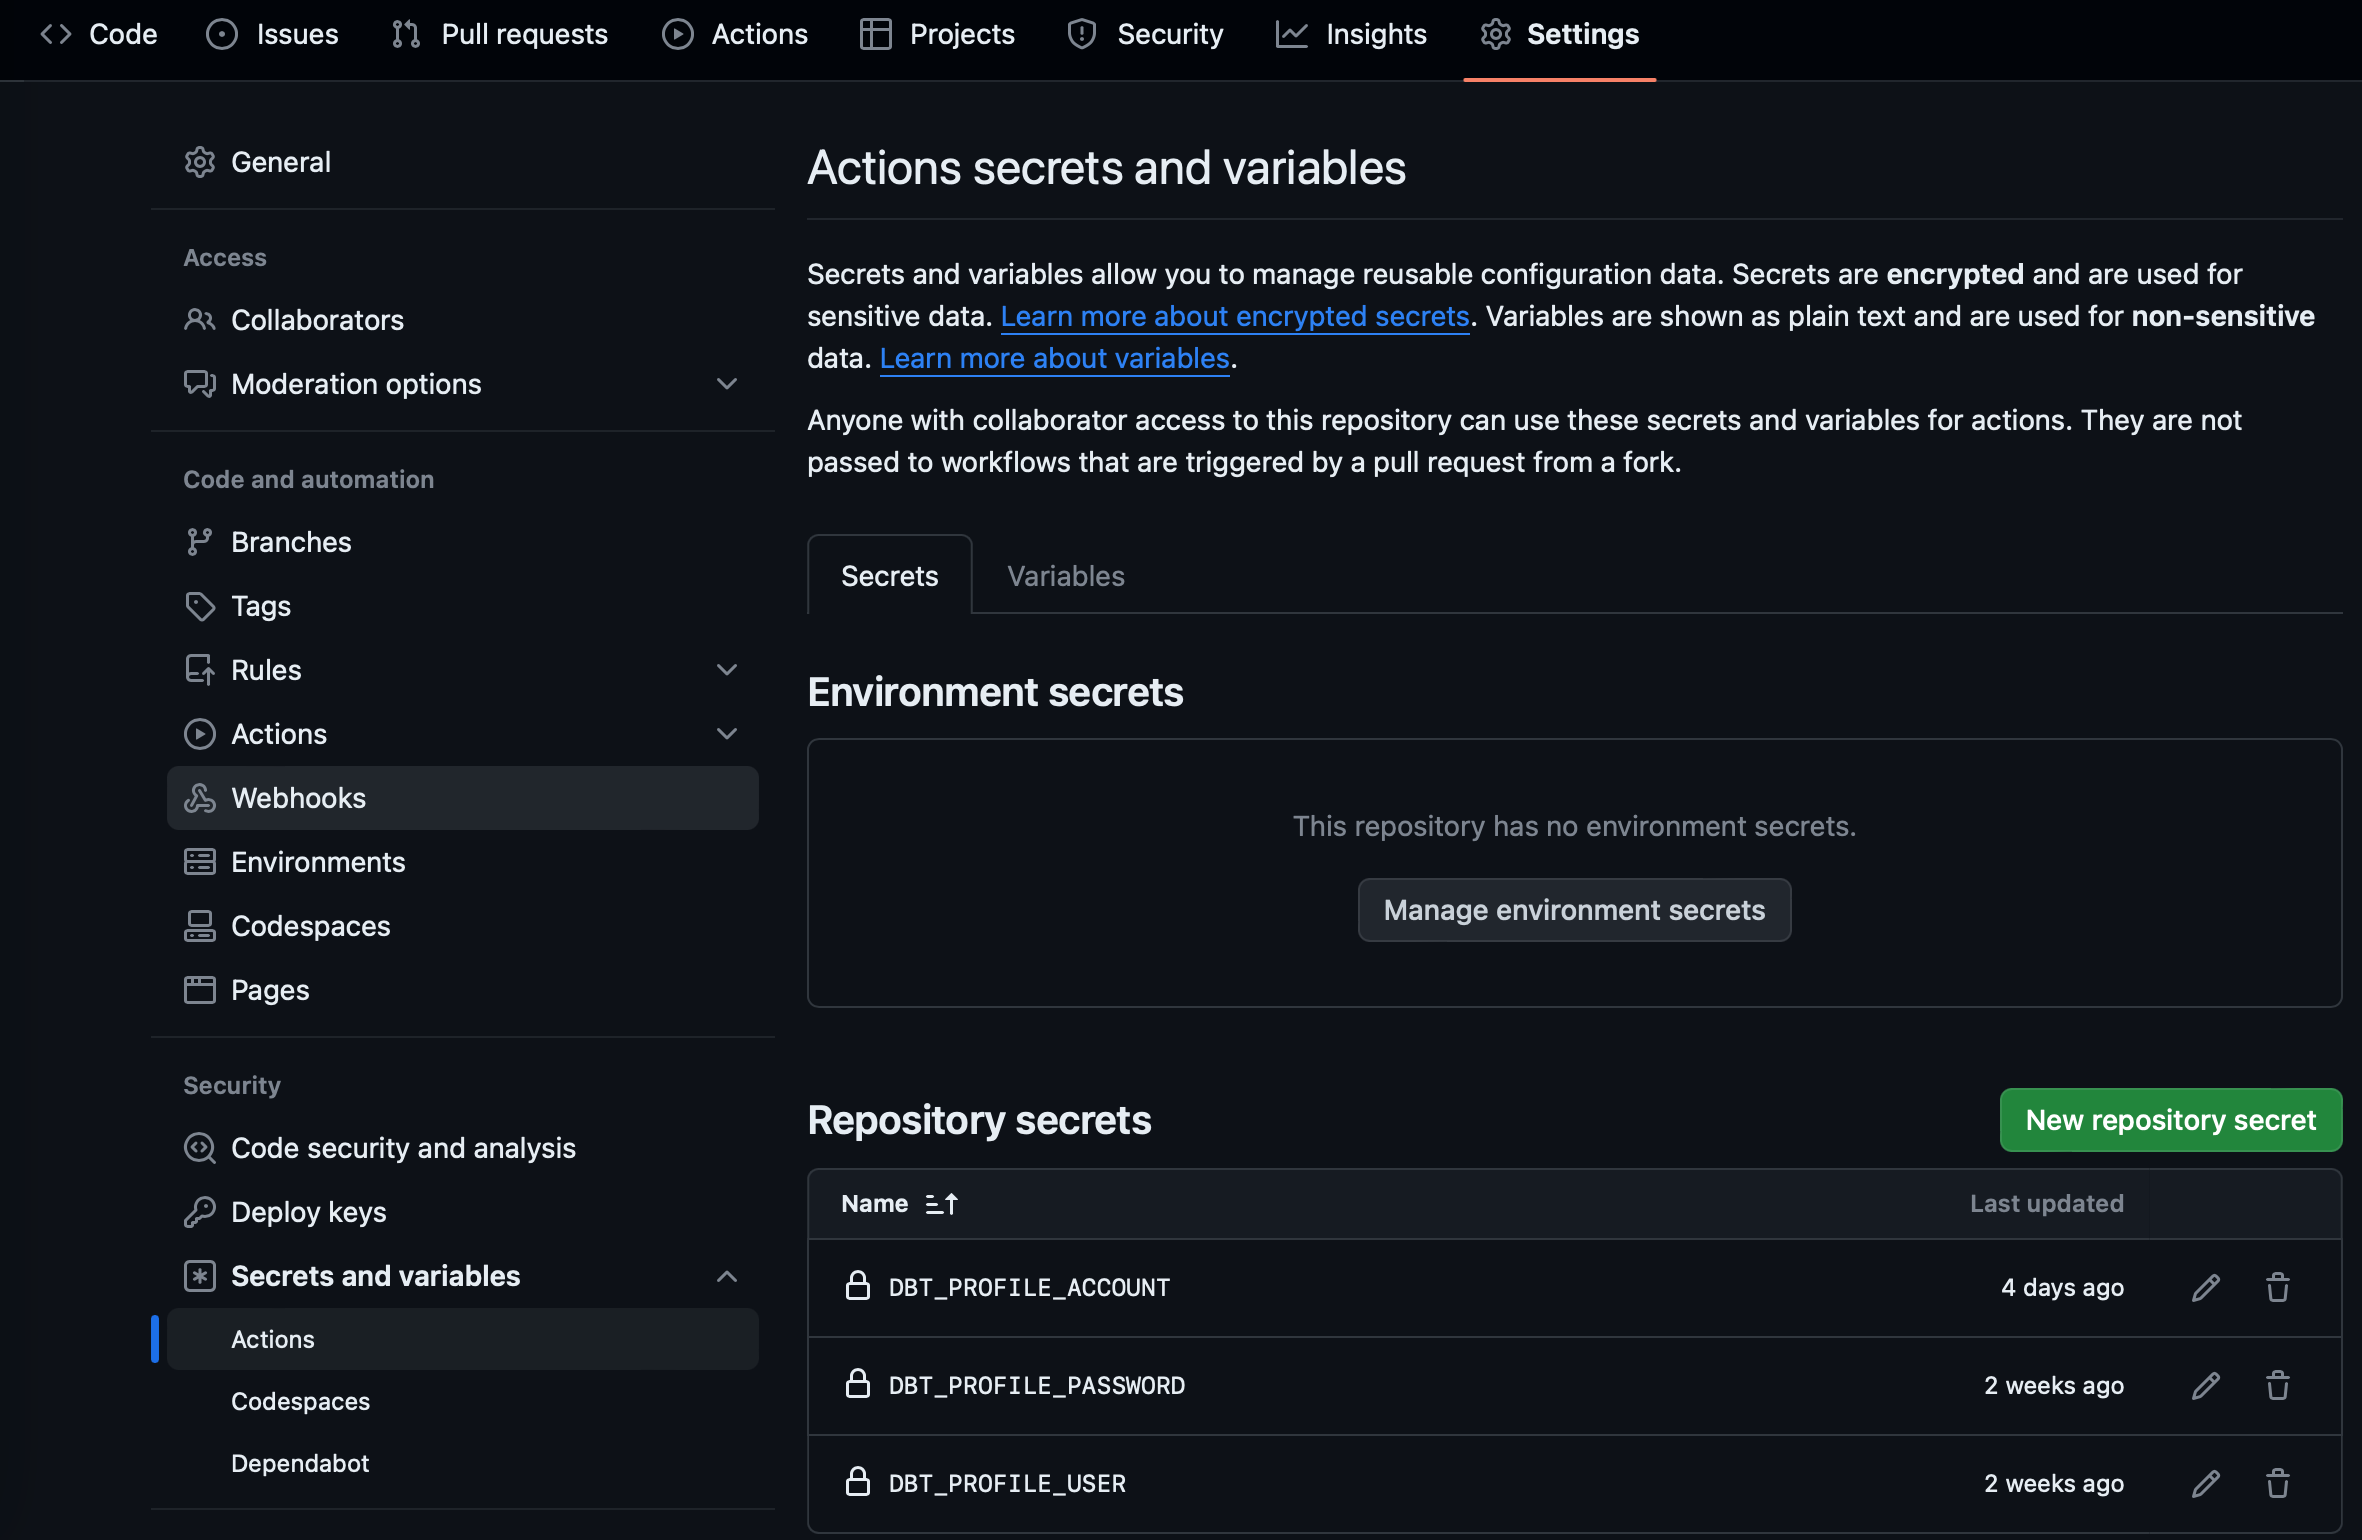 Code Issues Pull requests Actions Projects Security Insights Settings
General
Access
Collaborators
Moderation options
Code and automation
Branches
Tags
Rules
Actions
Webhooks
Environments
Codespaces
Pages
Security
Code security and analysis
Deploy keys
Secrets and variables
Actions
Codespaces
Dependabot
Actions secrets and variables
Secrets and variables allow you to manage reusable configuration data. Secrets are encrypted and are used for
sensitive data. Learn more about encrypted secrets. Variables are shown as plain text and are used for non-sensitive
data. Learn more about variables.
Anyone with collaborator access to this repository can use these secrets and variables for actions. They are not
passed to workflows that are triggered by a pull request from a fork.
Secrets Variables
Environment secrets
This repository has no environment secrets.
Manage environment secrets
Repository secrets New repository secret
Name Last updated
DBT_PROFILE_ACCOUNT 4 days ago
DBT_PROFILE_PASSWORD 2 weeks ago
DBT_PROFILE_USER 2 weeks ago